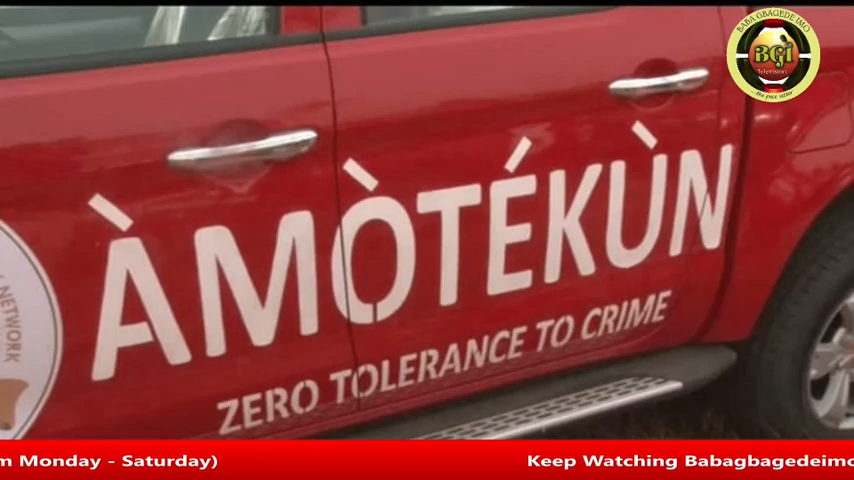 BABA GBAGEDE IMO
BGI
Television
ÀMÒTÉKÙN
ZERO TOLERANCE TO CRIME
NETWORK
m Monday - Saturday)
Keep Watching Babagbagedeimo